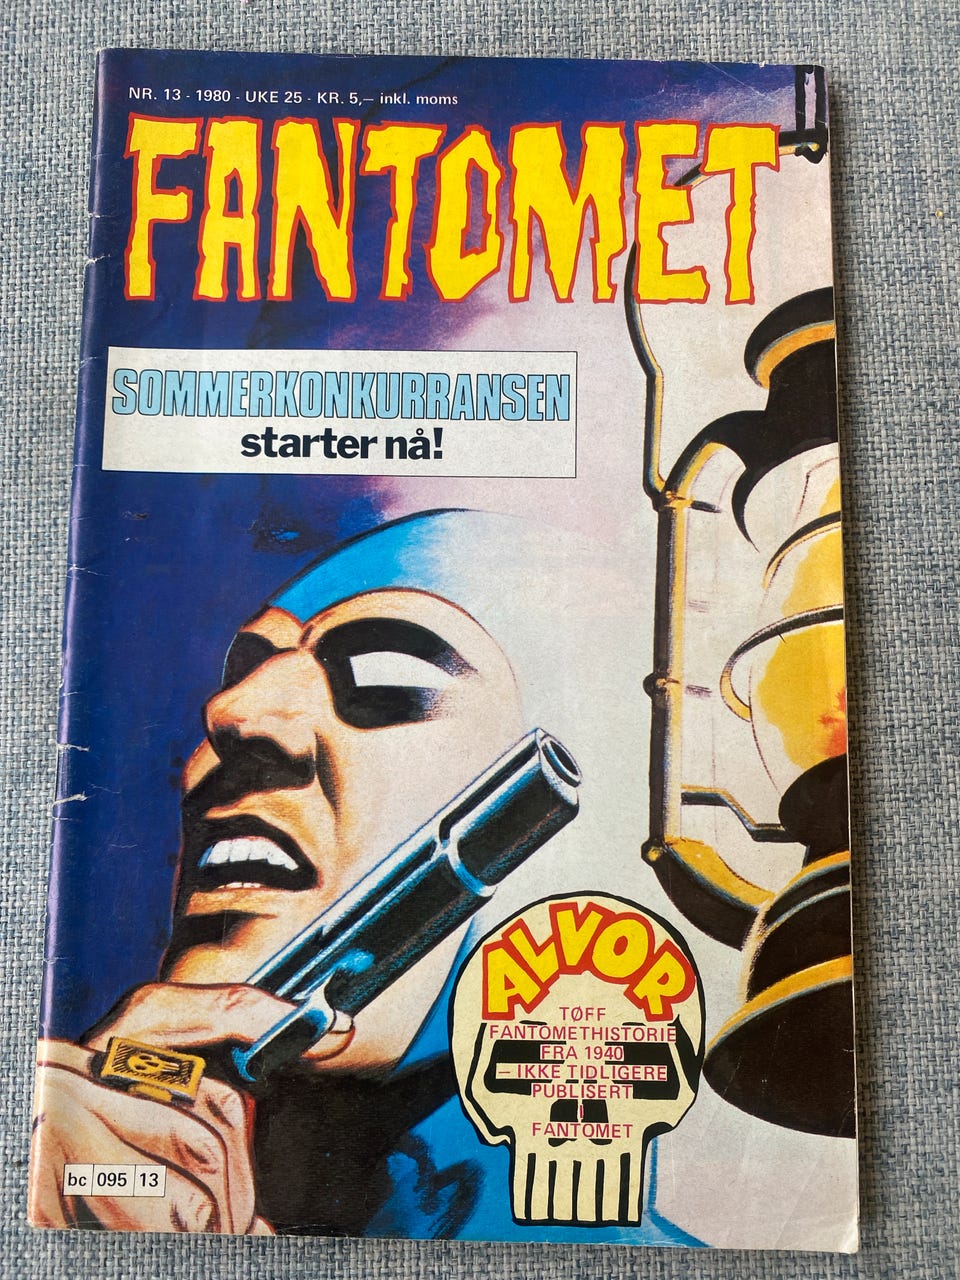 NR. 13 - 1980 - UKE 25 - KR. 5,– inkl. moms
FANTOMET
SOMMERKONKURRANSEN
starter nå!
ALVOR
TØFF
FANTOMETHISTORIE
FRA 1940
– IKKE TIDLIGERE
PUBLISERT
I
FANTOMET
bc 095 13